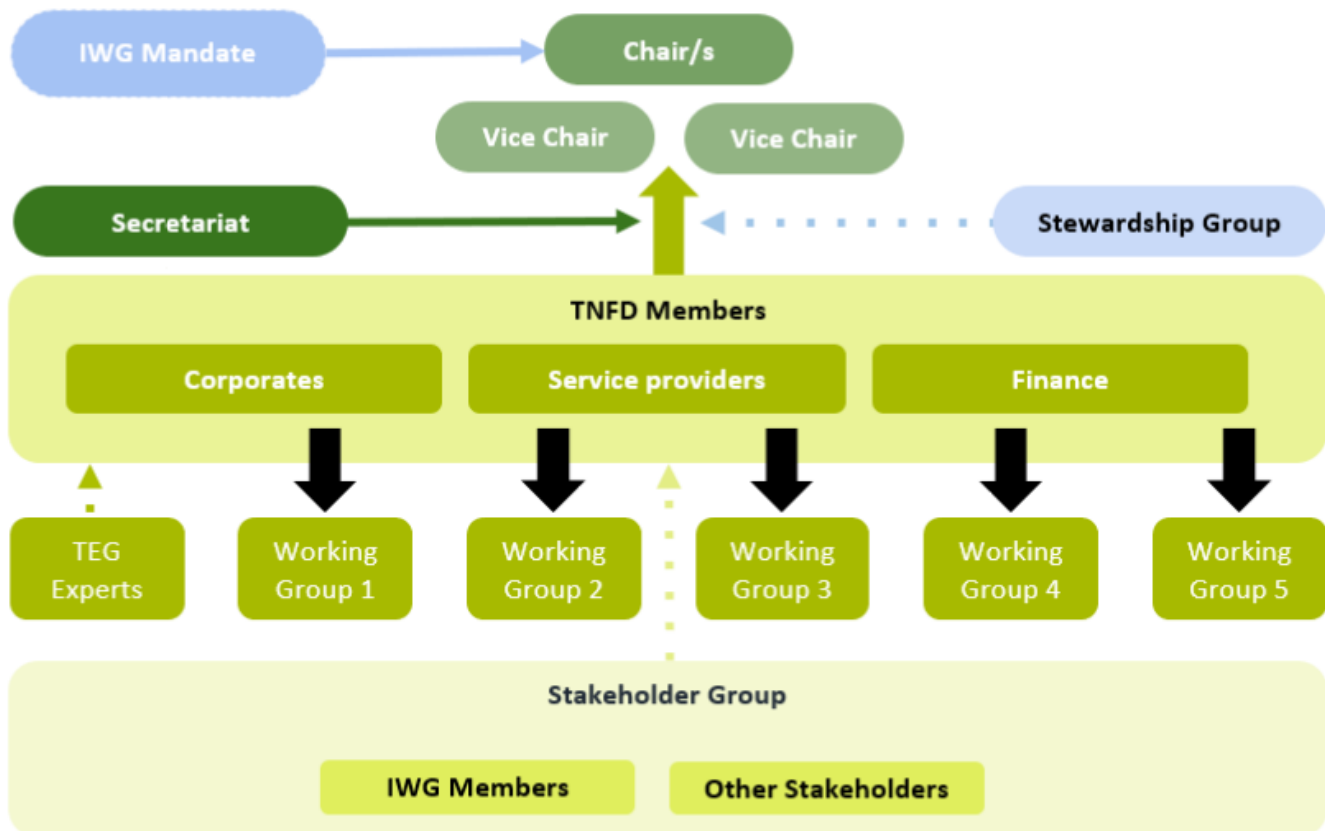 IWG Mandate
Chair/s
Vice Chair
Vice Chair
Secretariat
Stewardship Group
TNFD Members
Corporates
Service providers
Finance
TEG
Experts
Working
Group 1
Working
Group 2
Working
Group 3
Working
Group 4
Working
Group 5
Stakeholder Group
IWG Members
Other Stakeholders